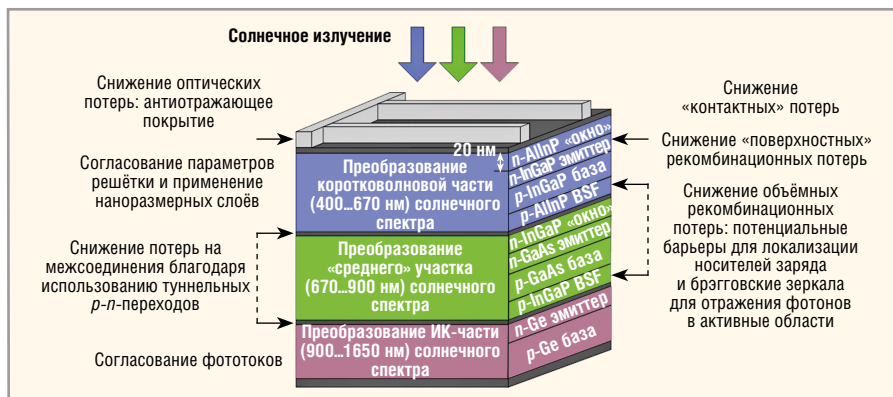 Солнечное излучение
Снижение оптических
потерь: антиотражающее
покрытие
Согласование параметров
решётки и применение
наноразмерных слоёв
Снижение потерь на
межсоединения благодаря
использованию туннельных
p-n-переходов
Согласование фототоков
20 нм
Преобразование
коротковолновой части
(400...670 нм) солнечного
спектра
Преобразование
«среднего» участка
(670...900 нм) солнечного
спектра
Преобразование ИК-части
(900...1650 нм) солнечного
спектра
n-AlInP «окно»
n-InGaP эмиттер
p-InGaP база
p-AlInP BSF
n-InGaP «окно»
n-GaAs эмиттер
p-GaAs база
p-InGaP BSF
n-Ge эмиттер
p-Ge база
Снижение
«контактных» потерь
Снижение «поверхностных»
рекомбинационных потерь
Снижение объёмных
рекомбинационных
потерь: потенциальные
барьеры для локализации
носителей заряда
и брэгговские зеркала
для отражения фотонов
в активные области